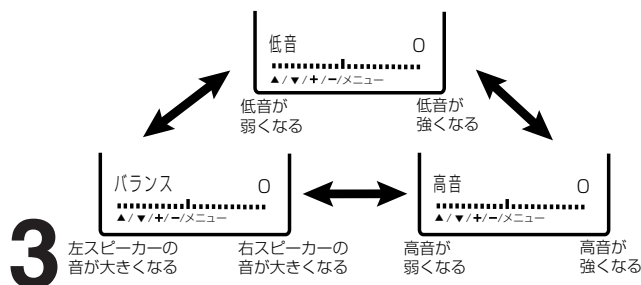 低音 0
▲/▼/+/−/メニュー
低音が
弱くなる
低音が
強くなる
バランス 0
▲/▼/+/−/メニュー
高音 0
▲/▼/+/−/メニュー
3
左スピーカーの
音が大きくなる
右スピーカーの
音が大きくなる
高音が
弱くなる
高音が
強くなる